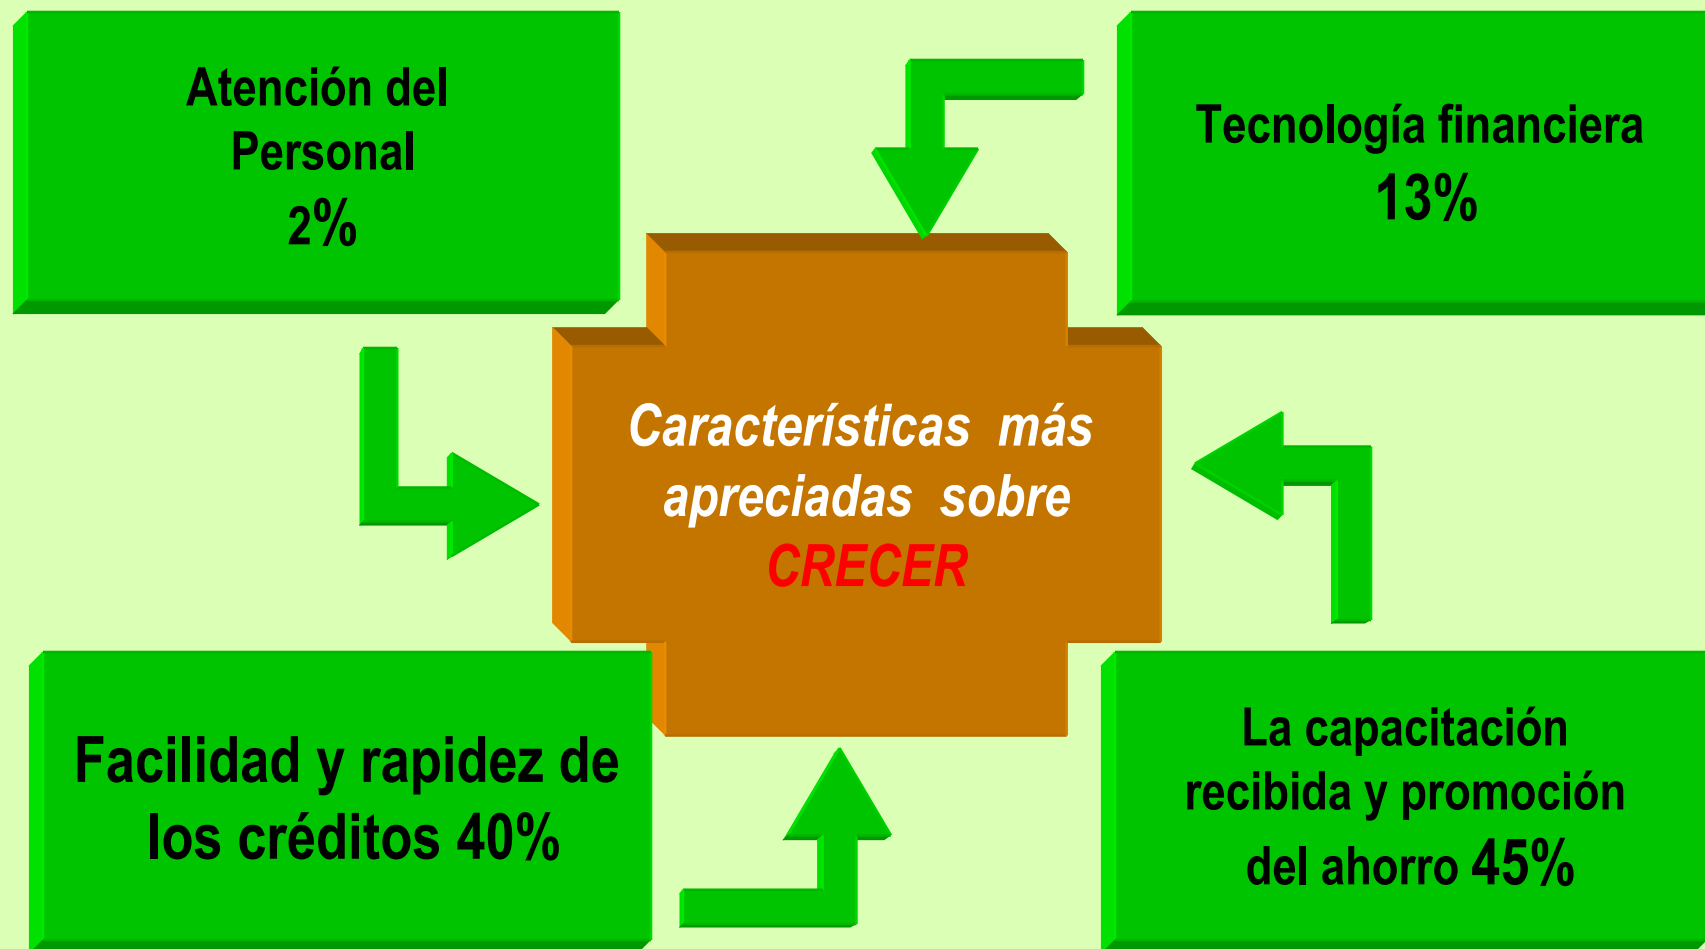 Atención del
Personal
2%
Tecnología financiera
13%
Características más
apreciadas sobre
CRECER
Facilidad y rapidez de
los créditos 40%
La capacitación
recibida y promoción
del ahorro 45%